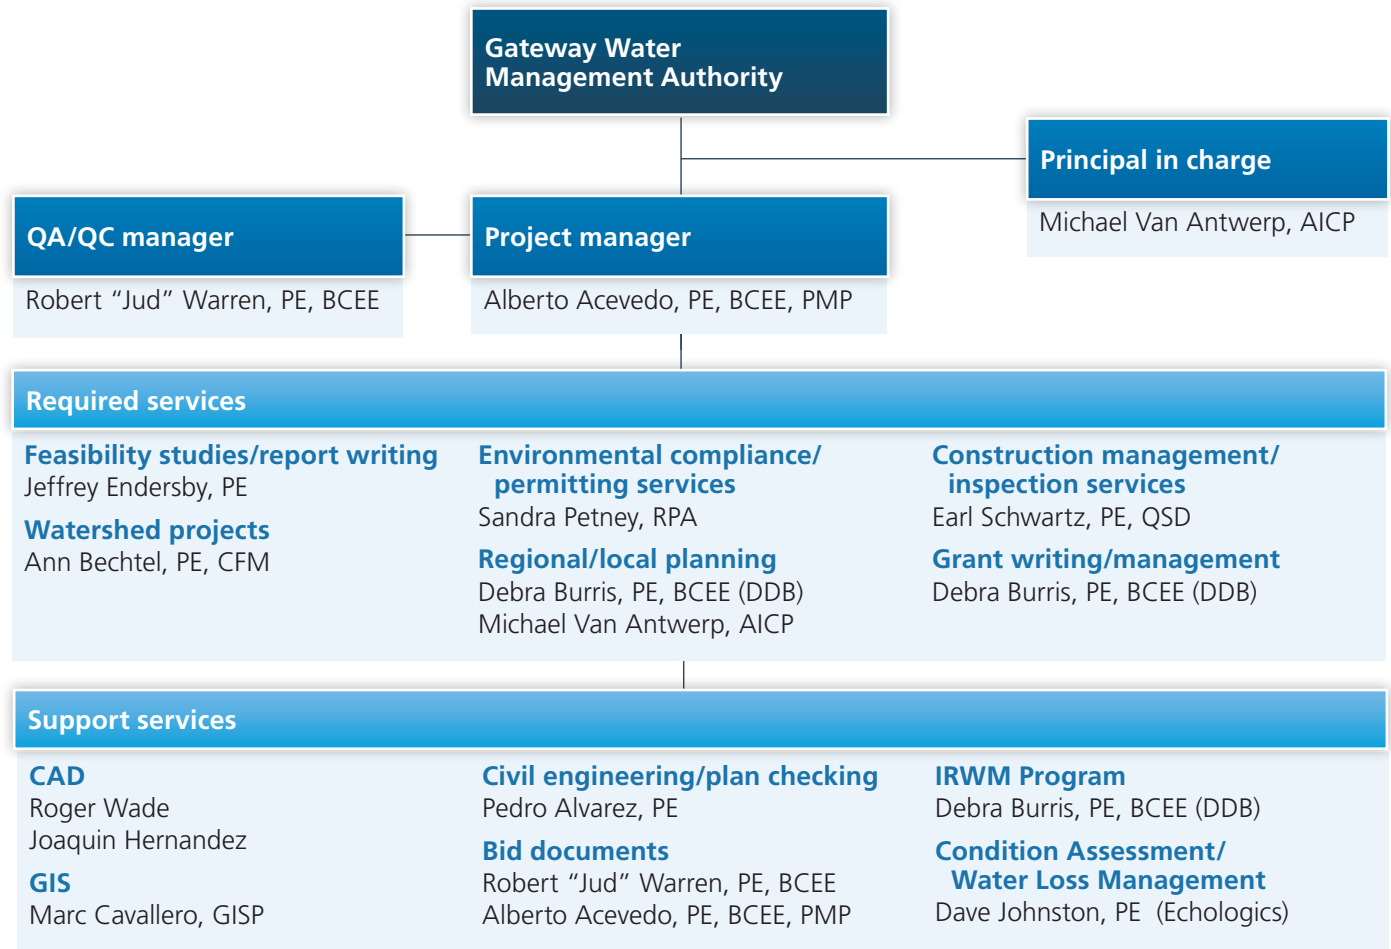 Gateway Water
Management Authority
Principal in charge
Michael Van Antwerp, AICP
QA/QC manager
Robert “Jud” Warren, PE, BCEE
Project manager
Alberto Acevedo, PE, BCEE, PMP
Required services
Feasibility studies/report writing
Jeffrey Endersby, PE
Watershed projects
Ann Bechtel, PE, CFM
Environmental compliance/
permitting services
Sandra Petney, RPA
Regional/local planning
Debra Burris, PE, BCEE (DDB)
Michael Van Antwerp, AICP
Construction management/
inspection services
Earl Schwartz, PE, QSD
Grant writing/management
Debra Burris, PE, BCEE (DDB)
Support services
CAD
Roger Wade
Joaquin Hernandez
GIS
Marc Cavallero, GISP
Civil engineering/plan checking
Pedro Alvarez, PE
Bid documents
Robert “Jud” Warren, PE, BCEE
Alberto Acevedo, PE, BCEE, PMP
IRWM Program
Debra Burris, PE, BCEE (DDB)
Condition Assessment/
Water Loss Management
Dave Johnston, PE (Echologics)